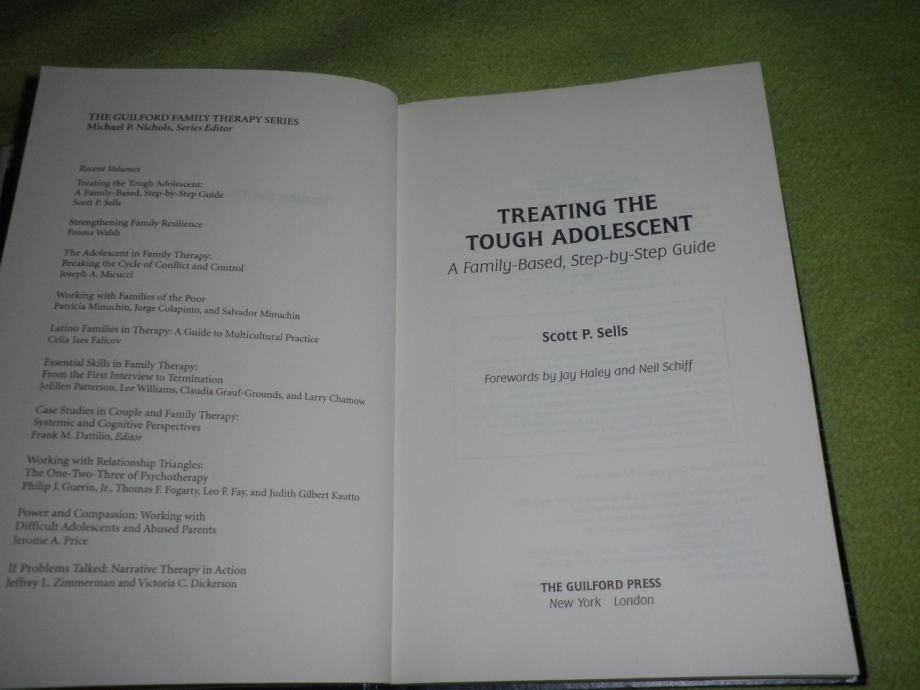 THE GUILFORD FAMILY THERAPY SERIES
Michael P. Nichols, Series Editor
Recent Volumes
Treating the Tough Adolescent:
A Family-Based, Step-by-Step Guide
Scott P. Sells
Strengthening Family Resilience
Froma Walsh
The Adolescent in Family Therapy:
Breaking the Cycle of Conflict and Control
Joseph A. Micucci
Working with Families of the Poor
Patricia Minuchin, Jorge Colapinto, and Salvador Minuchin
Latino Families in Therapy: A Guide to Multicultural Practice
Celia Jaes Falicov
Essential Skills in Family Therapy:
From the First Interview to Termination
JoEllen Patterson, Lee Williams, Claudia Grauf-Grounds, and Larry Chamow
Case Studies in Couple and Family Therapy:
Systemic and Cognitive Perspectives
Frank M. Dattilio, Editor
Working with Relationship Triangles:
The One-Two-Three of Psychotherapy
Philip J. Guerin, Jr., Thomas F. Fogarty, Leo F. Fay, and Judith Gilbert Kautto
Power and Compassion: Working with
Difficult Adolescents and Abused Parents
Jerome A. Price
If Problems Talked: Narrative Therapy in Action
Jeffrey L. Zimmerman and Victoria C. Dickerson
TREATING THE
TOUGH ADOLESCENT
A Family-Based, Step-by-Step Guide
Scott P. Sells
Forewords by Jay Haley and Neil Schiff
THE GUILFORD PRESS
New York London